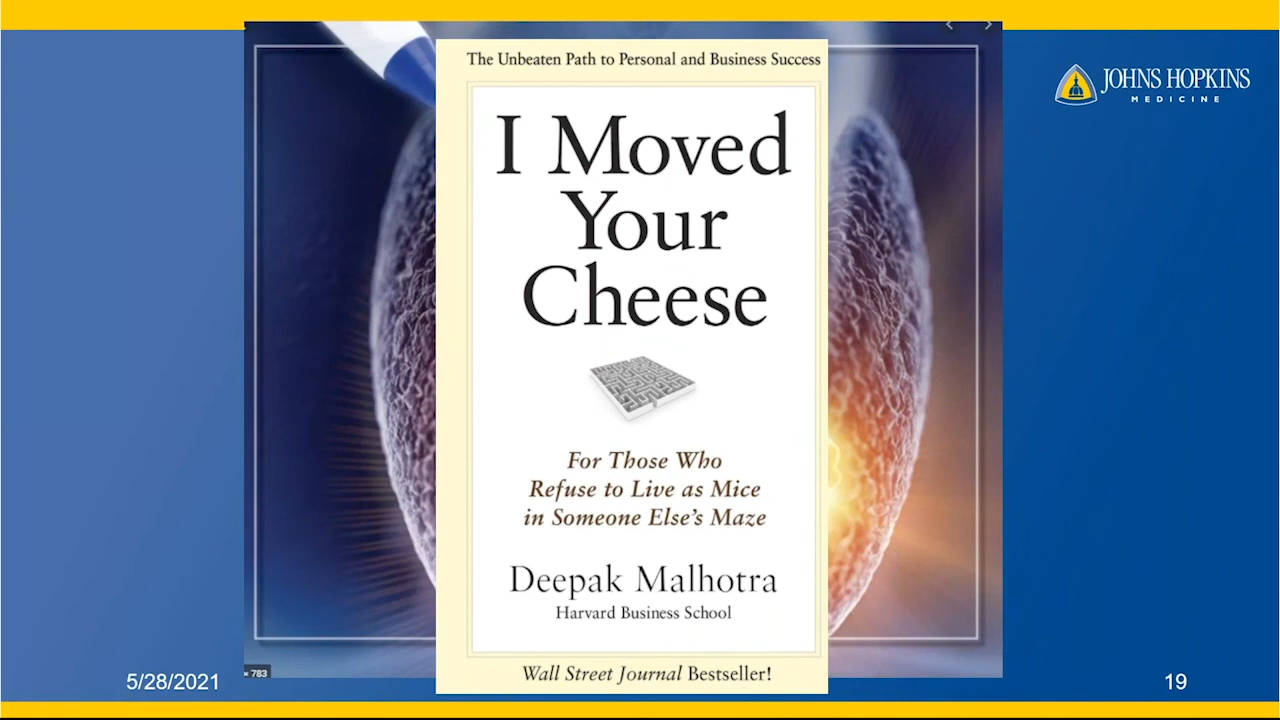 The Unbeaten Path to Personal and Business Success
JOHNS HOPKINS
MEDICINE
I Moved
Your
Cheese
For Those Who
Refuse to Live as Mice
in Someone Else's Maze
Deepak Malhotra
Harvard Business School
Wall Street Journal Bestseller!
× 783
5/28/2021
19